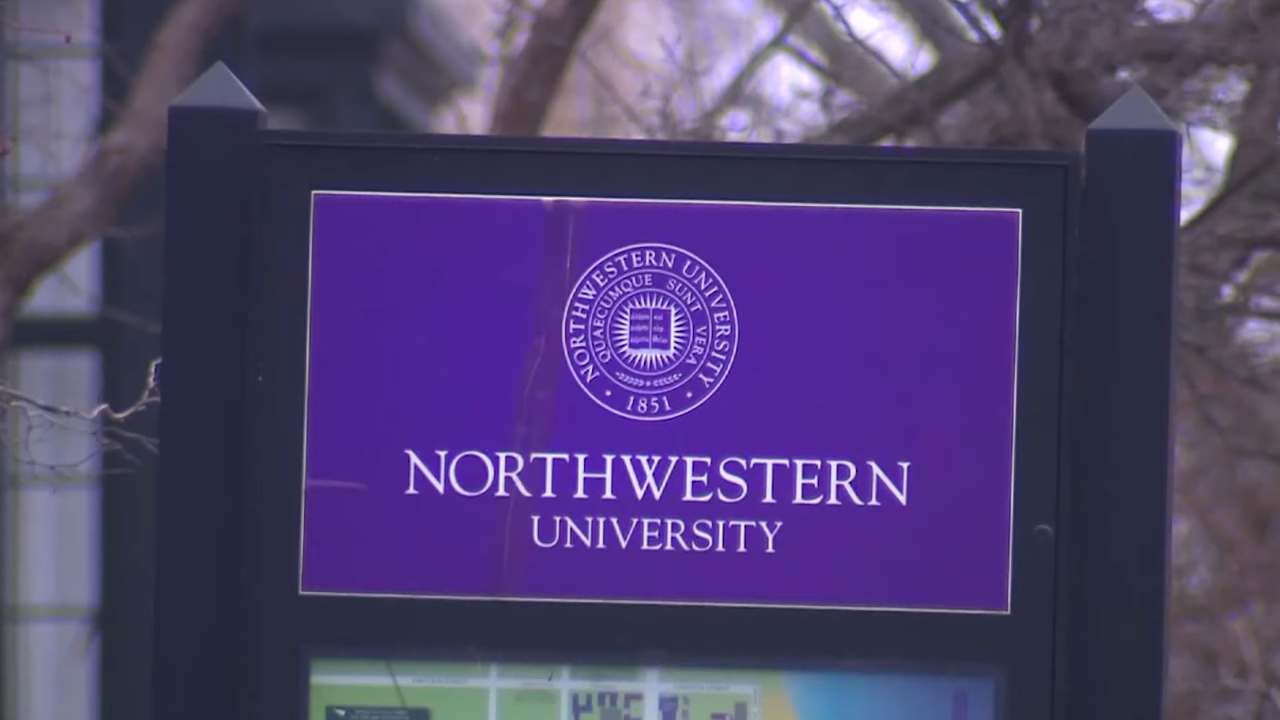 NORTHWESTERN UNIVERSITY
QUAECUMQUE SUNT VERA
• 1851 •
NORTHWESTERN
UNIVERSITY